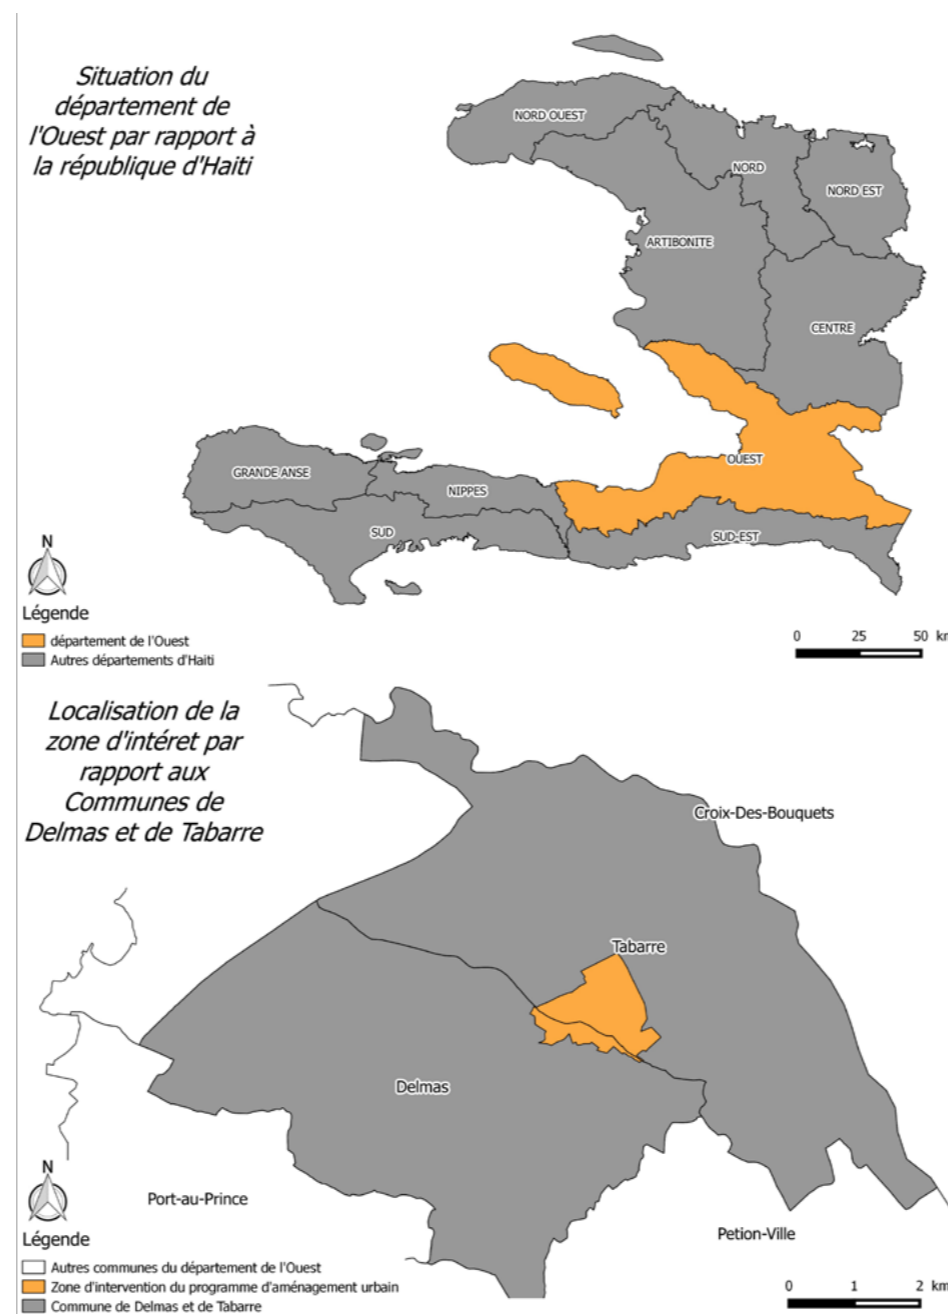 Situation du
département de
l'Ouest par rapport à
la république d'Haiti
NORD OUEST
NORD
NORD EST
ARTIBONITE
CENTRE
OUEST
GRANDE ANSE
NIPPES
SUD
SUD-EST
N
Légende
département de l'Ouest
Autres départements d'Haiti
0 25 50 km
Localisation de la
zone d'intéret par
rapport aux
Communes de
Delmas et de Tabarre
Croix-Des-Bouquets
Tabarre
Delmas
Port-au-Prince
Petion-Ville
N
Légende
Autres communes du département de l'Ouest
Zone d'intervention du programme d'aménagement urbain
Commune de Delmas et de Tabarre
0 1 2 km